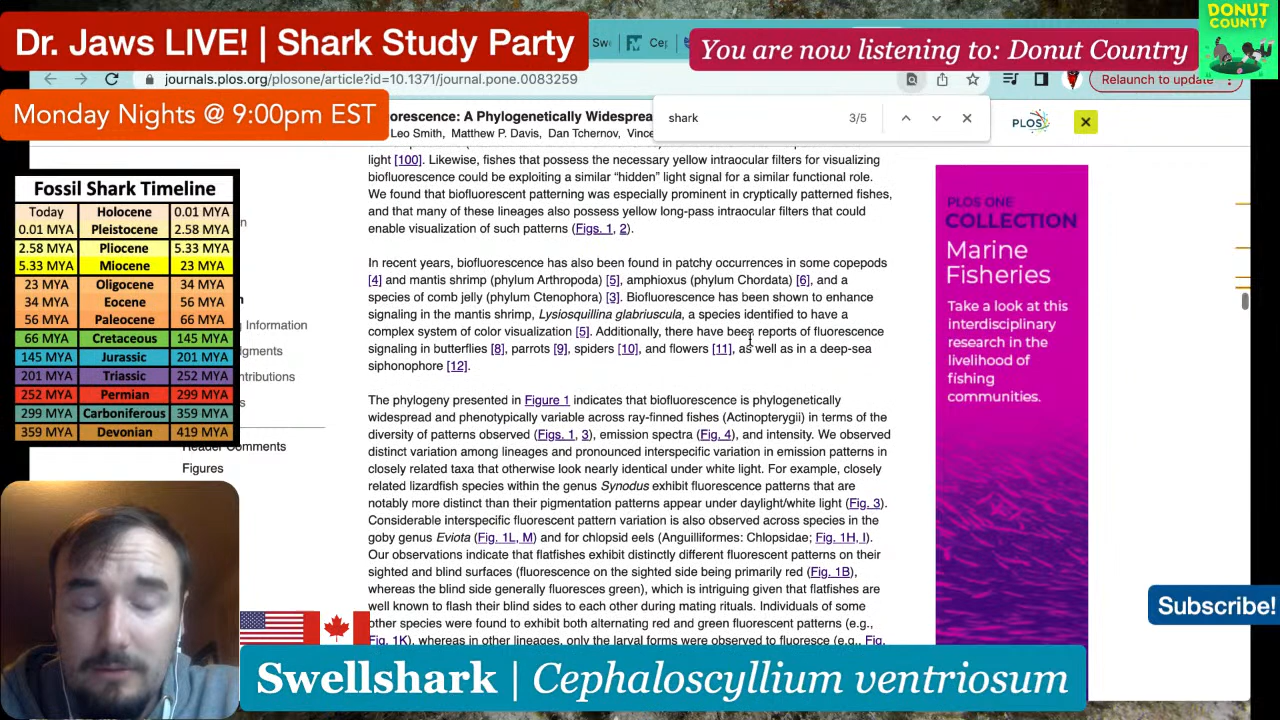 Dr. Jaws LIVE! | Shark Study Party
You are now listening to: Donut Country
DONUT
COUNTY
journals.plos.org/plosone/article?id=10.1371/journal.pone.0083259
Relaunch to update
Monday Nights @ 9:00pm EST
orescence: A Phylogenetically Widesprea
shark
3/5
PLOS
Leo Smith, Matthew P. Davis, Dan Tchernov, Vince
light [100]. Likewise, fishes that possess the necessary yellow intraocular filters for visualizing
biofluorescence could be exploiting a similar “hidden” light signal for a similar functional role.
We found that biofluorescent patterning was especially prominent in cryptically patterned fishes,
and that many of these lineages also possess yellow long-pass intraocular filters that could
enable visualization of such patterns (Figs. 1, 2).
In recent years, biofluorescence has also been found in patchy occurrences in some copepods
[4] and mantis shrimp (phylum Arthropoda) [5], amphioxus (phylum Chordata) [6], and a
species of comb jelly (phylum Ctenophora) [3]. Biofluorescence has been shown to enhance
signaling in the mantis shrimp, Lysiosquillina glabriuscula, a species identified to have a
complex system of color visualization [5]. Additionally, there have been reports of fluorescence
signaling in butterflies [8], parrots [9], spiders [10], and flowers [11], as well as in a deep-sea
siphonophore [12].
The phylogeny presented in Figure 1 indicates that biofluorescence is phylogenetically
widespread and phenotypically variable across ray-finned fishes (Actinopterygii) in terms of the
diversity of patterns observed (Figs. 1, 3), emission spectra (Fig. 4), and intensity. We observed
distinct variation among lineages and pronounced interspecific variation in emission patterns in
closely related taxa that otherwise look nearly identical under white light. For example, closely
related lizardfish species within the genus Synodus exhibit fluorescence patterns that are
notably more distinct than their pigmentation patterns appear under daylight/white light (Fig. 3).
Considerable interspecific fluorescent pattern variation is also observed across species in the
goby genus Eviota (Fig. 1L, M) and for chlopsid eels (Anguilliformes: Chlopsidae; Fig. 1H, I).
Our observations indicate that flatfishes exhibit distinctly different fluorescent patterns on their
sighted and blind surfaces (fluorescence on the sighted side being primarily red (Fig. 1B),
whereas the blind side generally fluoresces green), which is intriguing given that flatfishes are
well known to flash their blind sides to each other during mating rituals. Individuals of some
other species were found to exhibit both alternating red and green fluorescent patterns (e.g.,
Fig. 1K), whereas in other lineages, only the larval forms were observed to fluoresce (e.g., Fig.
Fossil Shark Timeline
Today Holocene 0.01 MYA
0.01 MYA Pleistocene 2.58 MYA
2.58 MYA Pliocene 5.33 MYA
5.33 MYA Miocene 23 MYA
23 MYA Oligocene 34 MYA
34 MYA Eocene 56 MYA
56 MYA Paleocene 66 MYA
66 MYA Cretaceous 145 MYA
145 MYA Jurassic 201 MYA
201 MYA Triassic 252 MYA
252 MYA Permian 299 MYA
299 MYA Carboniferous 359 MYA
359 MYA Devonian 419 MYA
Information
Reader Comments
Figures
PLOS ONE
COLLECTION
Marine
Fisheries
Take a look at this
interdisciplinary
research in the
livelihood of
fishing
communities.
Subscribe!
Swellshark | Cephaloscyllium ventriosum